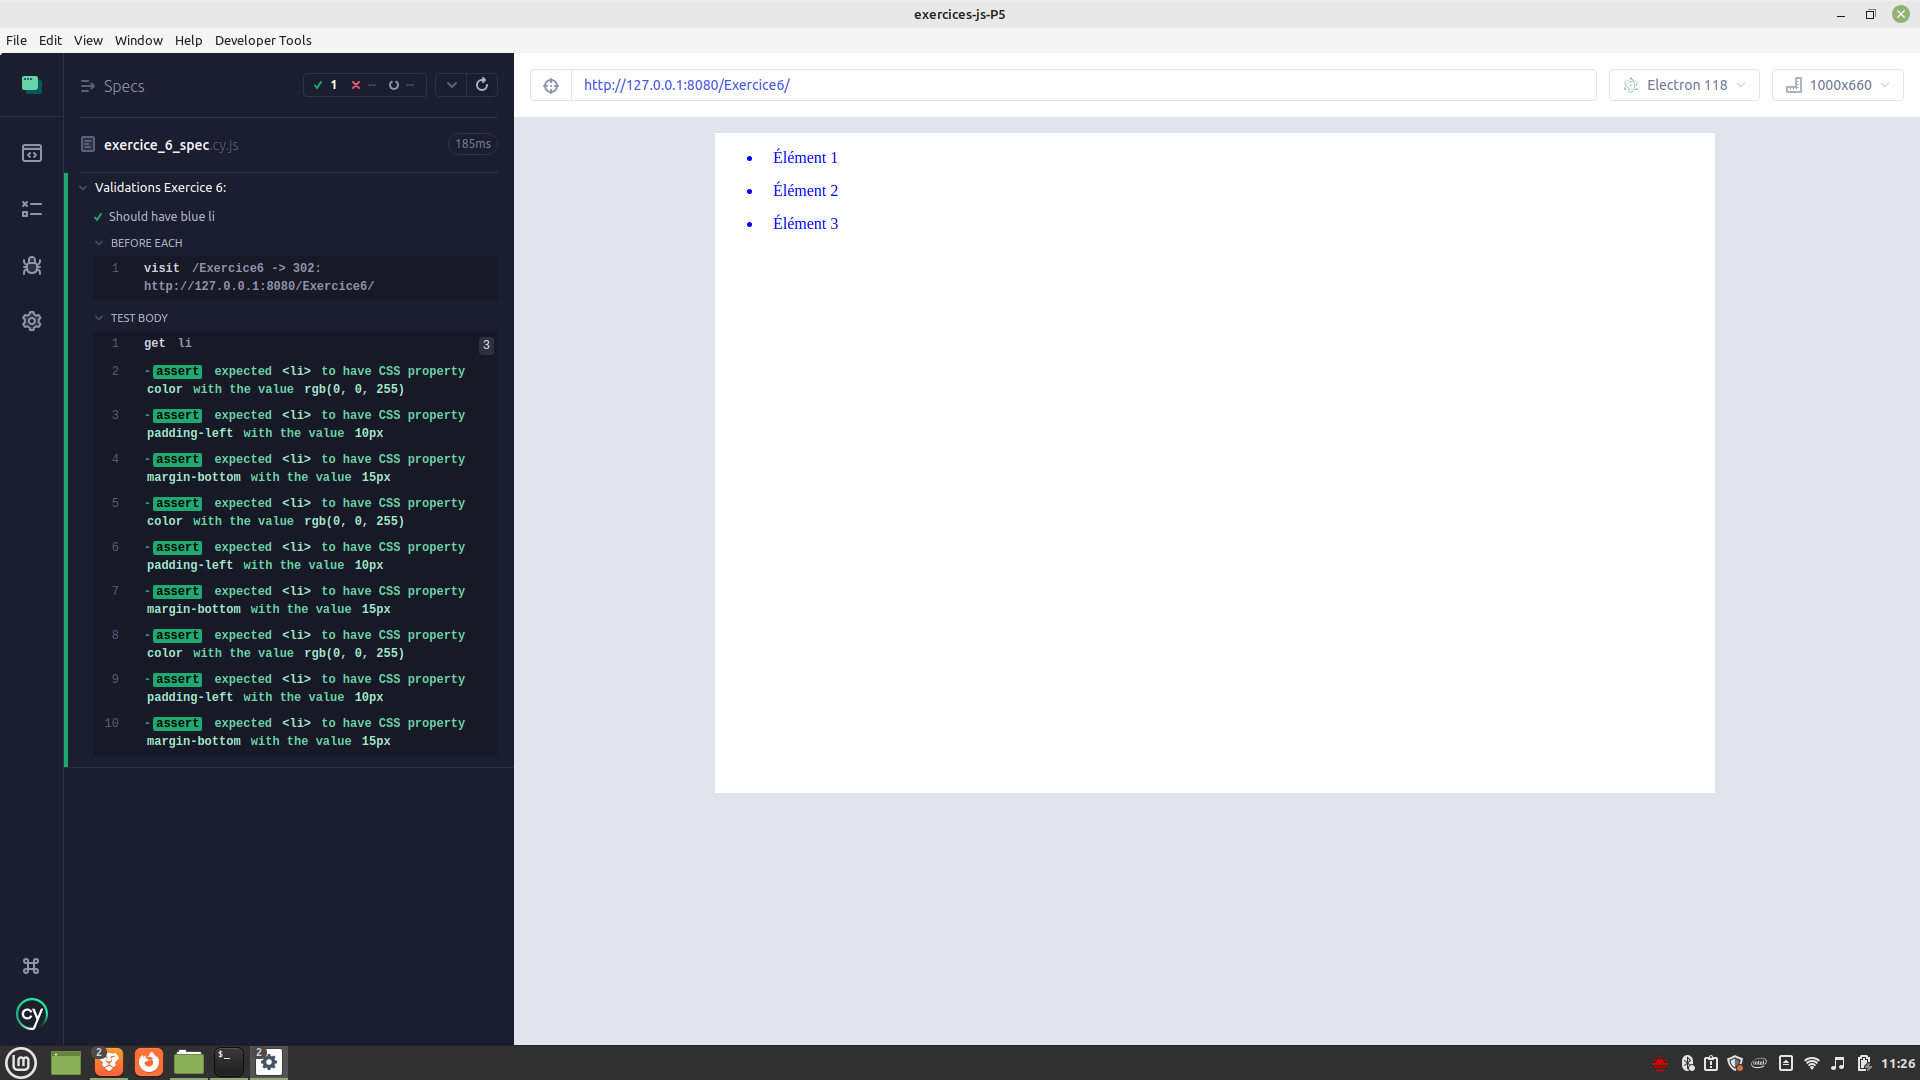 exercices-js-P5
File Edit View Window Help Developer Tools
Specs
1 -- --
exercice_6_spec.cy.js 185ms
Validations Exercice 6:
Should have blue li
BEFORE EACH
1 visit /Exercice6 -> 302:
http://127.0.0.1:8080/Exercice6/
TEST BODY
1 get li 3
2 -assert expected <li> to have CSS property
color with the value rgb(0, 0, 255)
3 -assert expected <li> to have CSS property
padding-left with the value 10px
4 -assert expected <li> to have CSS property
margin-bottom with the value 15px
5 -assert expected <li> to have CSS property
color with the value rgb(0, 0, 255)
6 -assert expected <li> to have CSS property
padding-left with the value 10px
7 -assert expected <li> to have CSS property
margin-bottom with the value 15px
8 -assert expected <li> to have CSS property
color with the value rgb(0, 0, 255)
9 -assert expected <li> to have CSS property
padding-left with the value 10px
10 -assert expected <li> to have CSS property
margin-bottom with the value 15px
cy
http://127.0.0.1:8080/Exercice6/
Electron 118
1000x660
Élément 1
Élément 2
Élément 3
2
$_
2
intel
11:26